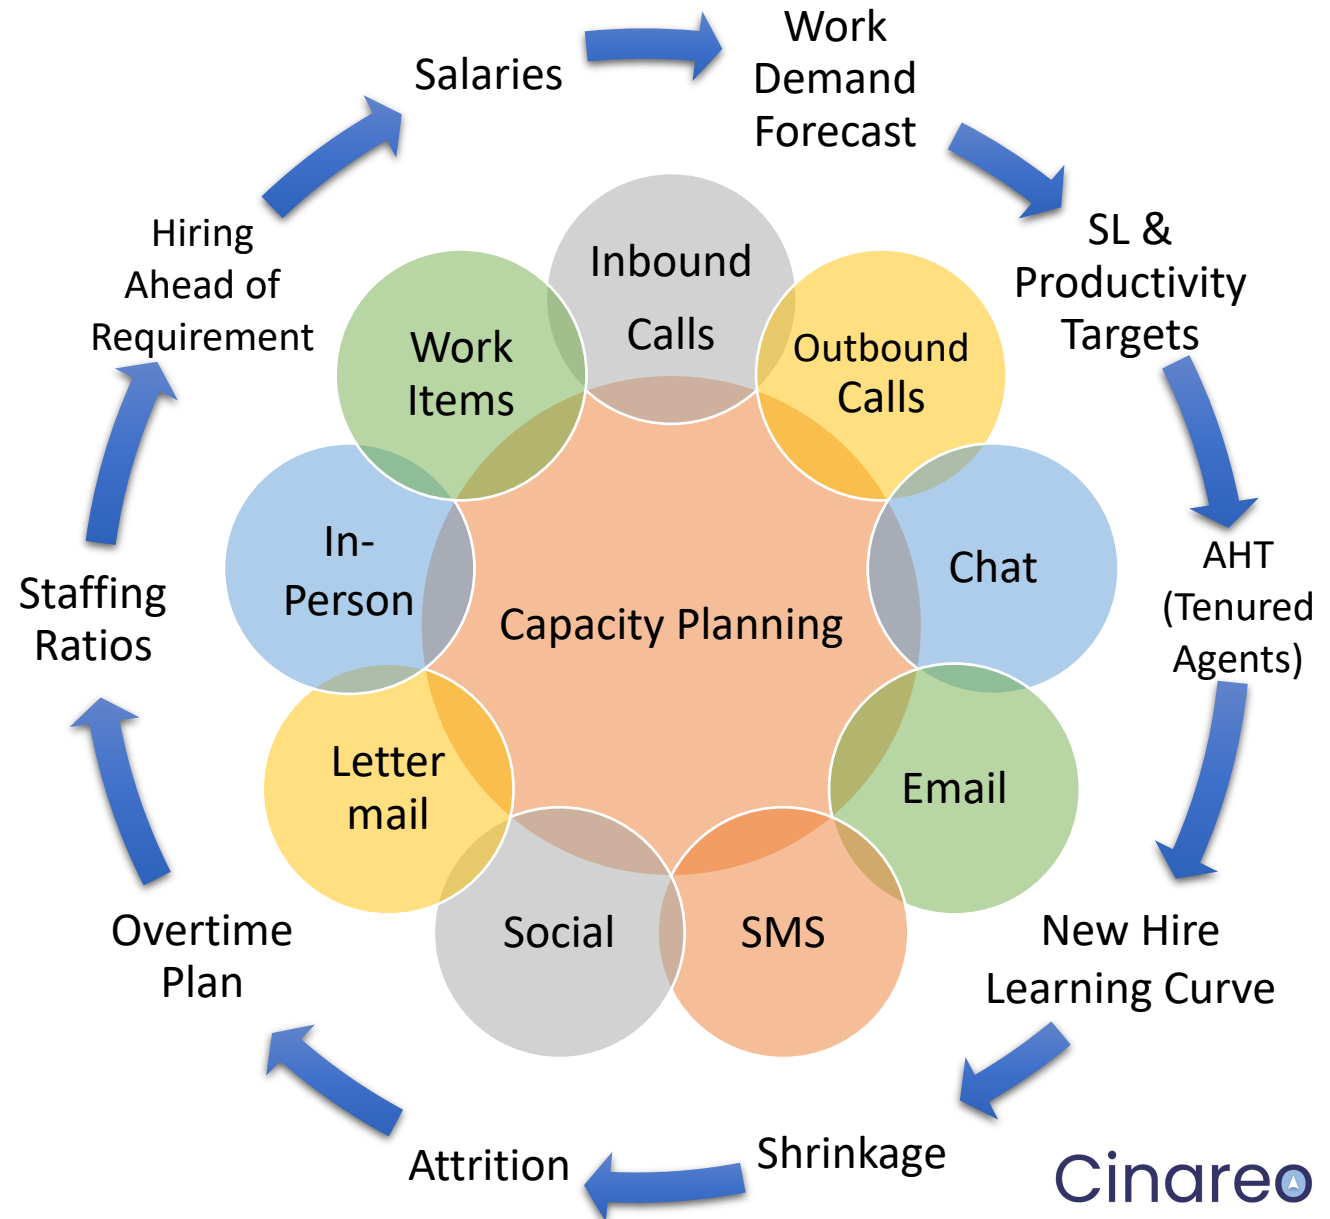 Salaries
Work
Demand
Forecast
SL &
Productivity
Targets
AHT
(Tenured
Agents)
New Hire
Learning Curve
Shrinkage
Attrition
Overtime
Plan
Staffing
Ratios
Hiring
Ahead of
Requirement
Inbound
Calls
Outbound
Calls
Chat
Email
SMS
Social
Letter
mail
In-
Person
Work
Items
Capacity Planning
Cinareo